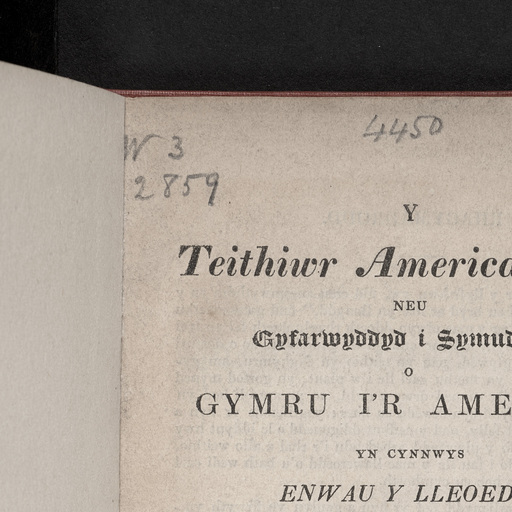 4450
W 3
2859
Y
Teithiwr America
NEU
Gyfarwyddyd i Symud
O
GYMRU I'R AME
YN CYNNWYS
ENWAU Y LLEOED